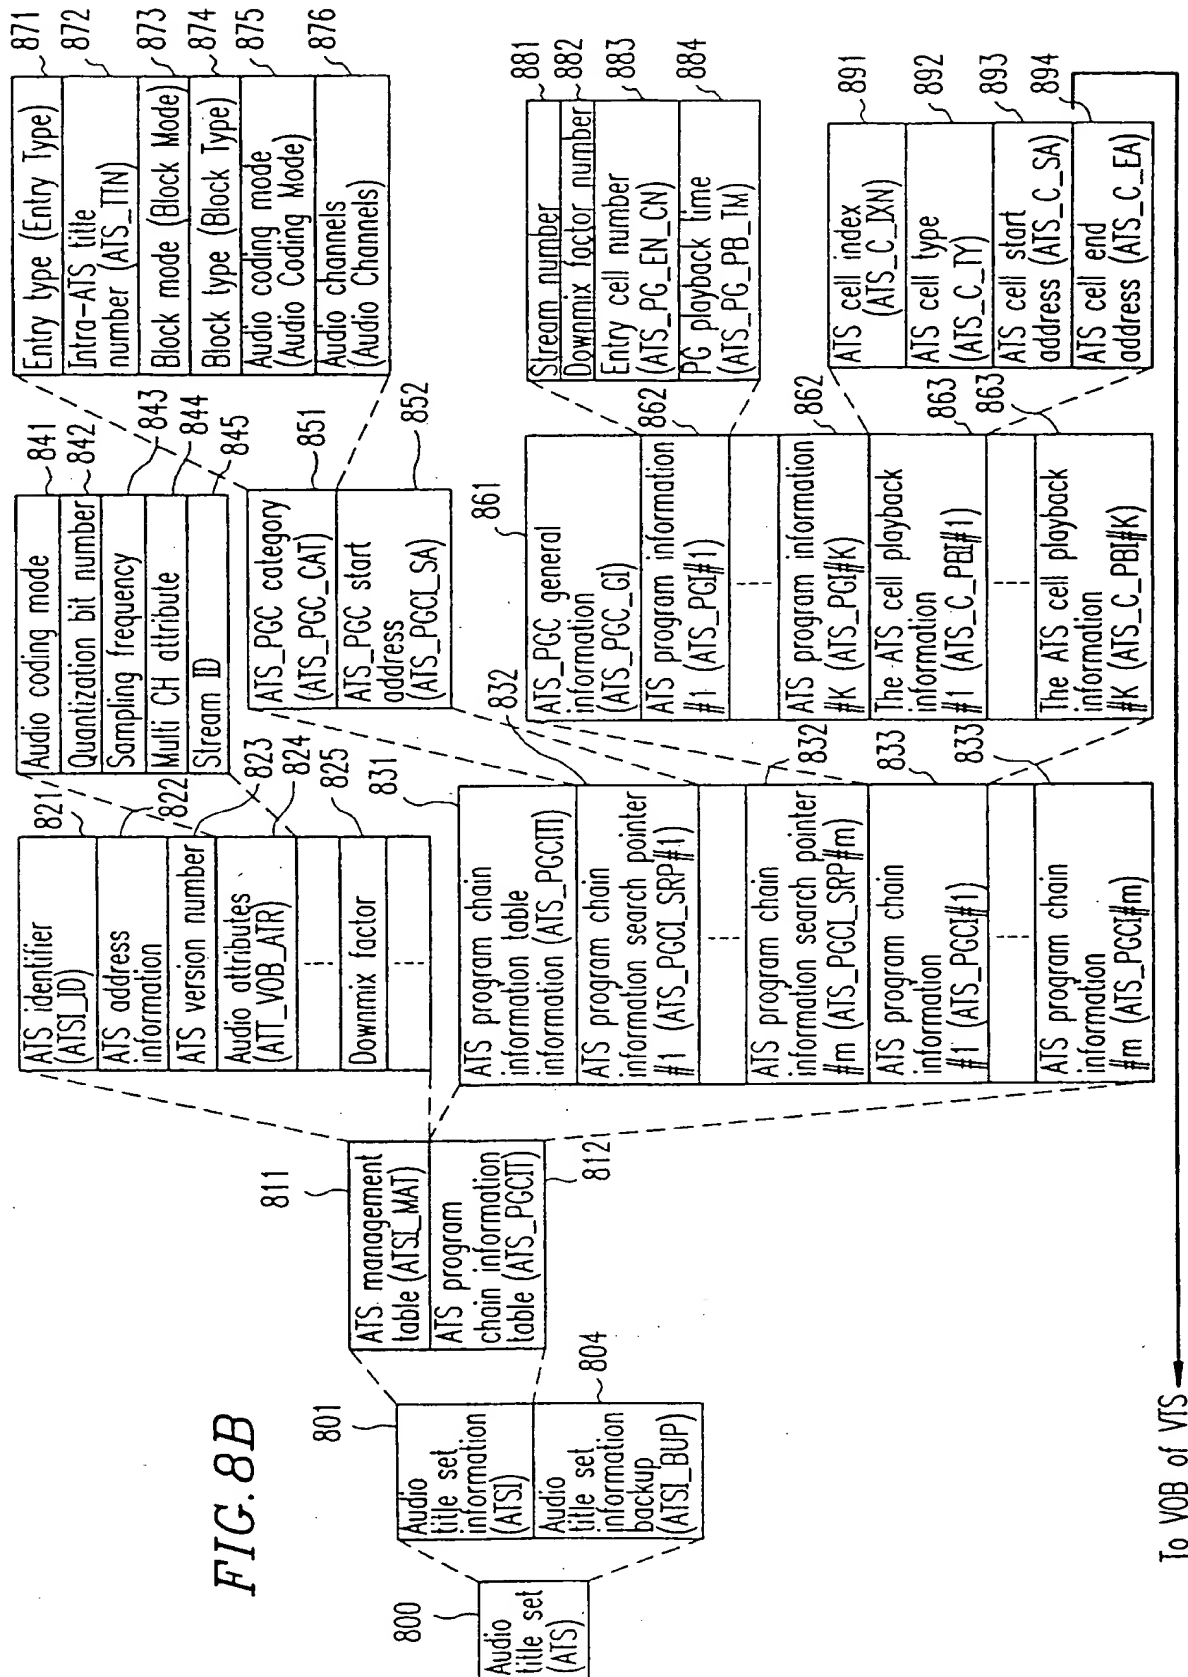 FIG.8B
800
Audio
title set
(ATS)
801
Audio
title set
information
(ATSI)
Audio
title set
information
backup
(ATSI_BUP)
804
811
ATS management
table (ATSI_MAT)
ATS program
chain information
table (ATS_PGCIT)
812
ATS identifier
(ATSI_ID)
821
ATS address
information
822
ATS version number
823
Audio attributes
(ATT_VOB_ATR)
824
Downmix factor
825
831
ATS program chain
information table
information (ATS_PGCITI)
ATS program chain
information search pointer
#1 (ATS_PGCI_SRP#1)
832
ATS program chain
information search pointer
#m (ATS_PGCI_SRP#m)
832
ATS program chain
information
#1 (ATS_PGCI#1)
833
ATS program chain
information
#m (ATS_PGCI#m)
833
Audio coding mode
841
Quantization bit number
842
Sampling frequency
843
Multi CH attribute
844
Stream ID
845
ATS_PGC category
(ATS_PGC_CAT)
851
ATS_PGC start
address
(ATS_PGCI_SA)
852
861
ATS_PGC general
information
(ATS_PGC_GI)
ATS program information
#1 (ATS_PGI#1)
862
ATS program information
#K (ATS_PGI#K)
862
The ATS cell playback
information
#1 (ATS_C_PBI#1)
863
The ATS cell playback
information
#K (ATS_C_PBI#K)
863
Entry type (Entry Type)
871
Intra-ATS title
number (ATS_TTN)
872
Block mode (Block Mode)
873
Block type (Block Type)
874
Audio coding mode
(Audio Coding Mode)
875
Audio channels
(Audio Channels)
876
Stream number
881
Downmix factor number
882
Entry cell number
(ATS_PG_EN_CN)
883
PG playback time
(ATS_PG_PB_TM)
884
ATS cell index
(ATS_C_IXN)
891
ATS cell type
(ATS_C_TY)
892
ATS cell start
address (ATS_C_SA)
893
ATS cell end
address (ATS_C_EA)
894
To VOB of VTS